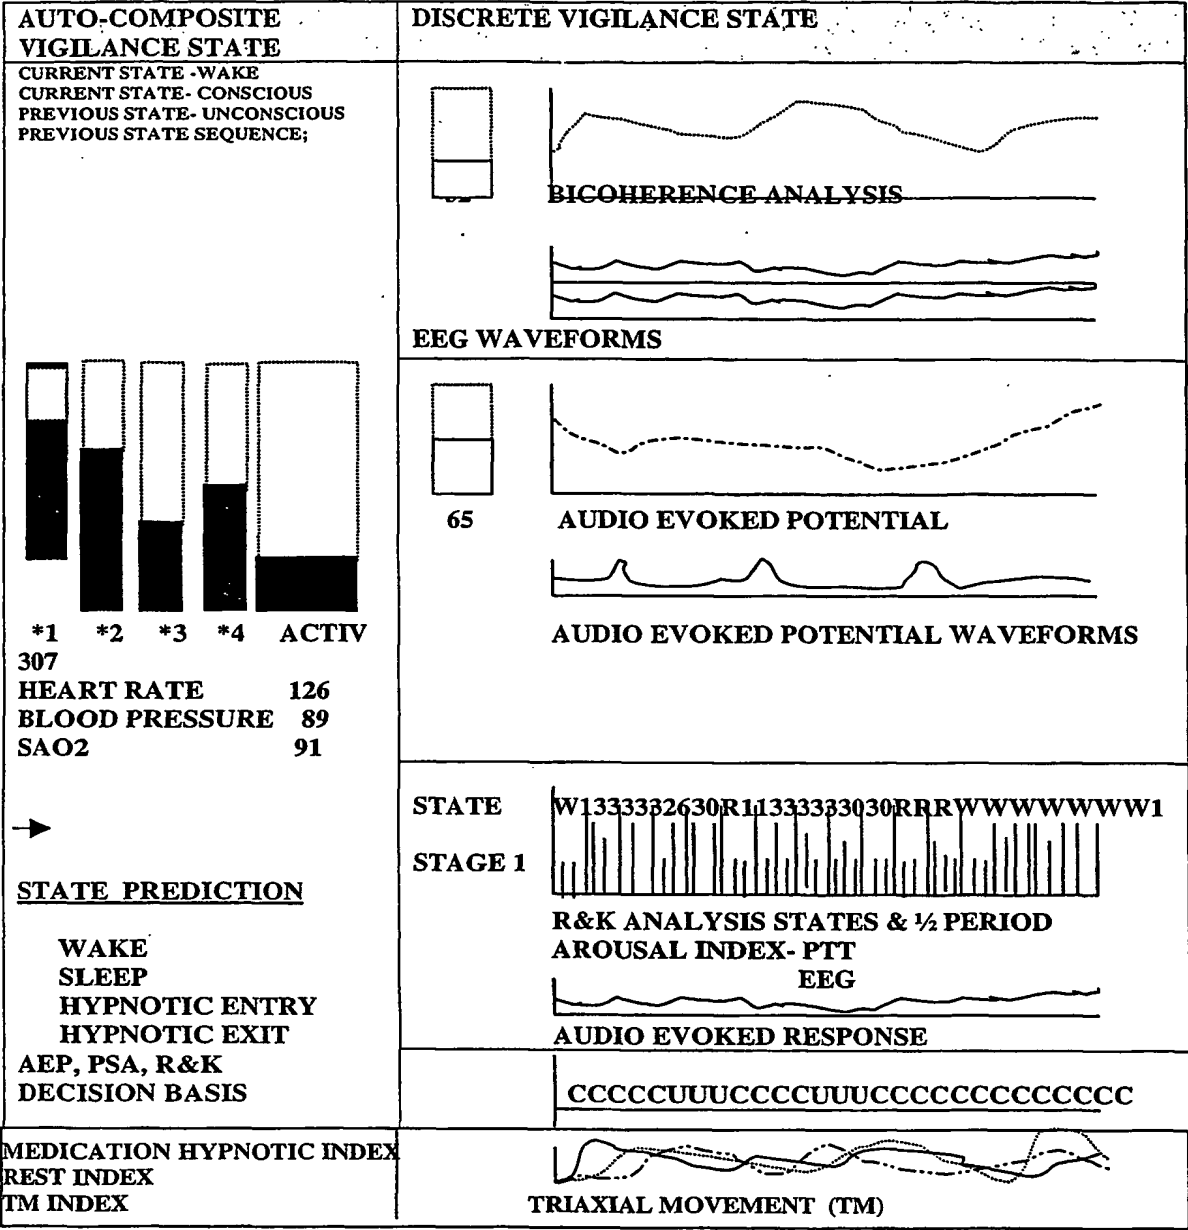 AUTO-COMPOSITE
VIGILANCE STATE
CURRENT STATE -WAKE
CURRENT STATE- CONSCIOUS
PREVIOUS STATE- UNCONSCIOUS
PREVIOUS STATE SEQUENCE;
*1 *2 *3 *4 ACTIV
307
HEART RATE 126
BLOOD PRESSURE 89
SAO2 91
STATE PREDICTION
WAKE
SLEEP
HYPNOTIC ENTRY
HYPNOTIC EXIT
AEP, PSA, R&K
DECISION BASIS
MEDICATION HYPNOTIC INDEX
REST INDEX
TM INDEX
DISCRETE VIGILANCE STATE
BICOHERENCE ANALYSIS
EEG WAVEFORMS
65 AUDIO EVOKED POTENTIAL
AUDIO EVOKED POTENTIAL WAVEFORMS
STATE W13333332630R11333333030RRRWWWWWWWW1
STAGE 1
R&K ANALYSIS STATES & ½ PERIOD
AROUSAL INDEX- PTT
EEG
AUDIO EVOKED RESPONSE
CCCCCUUUCCCCUUUCCCCCCCCCCCCC
TRIAXIAL MOVEMENT (TM)